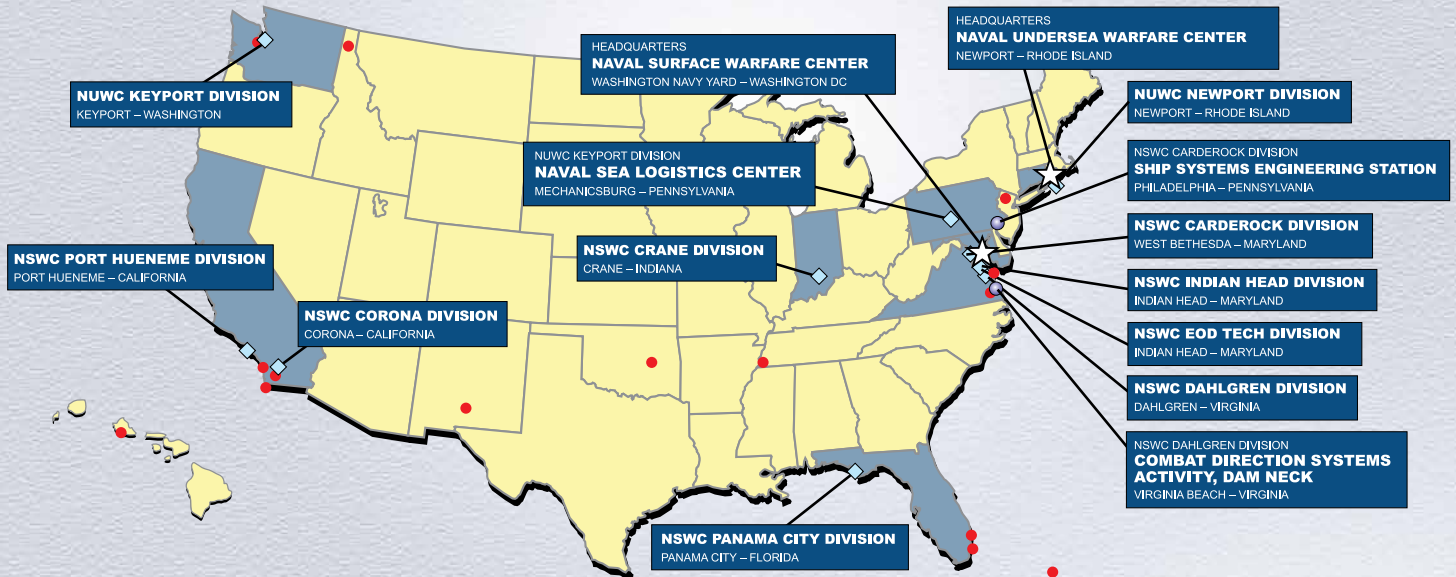 HEADQUARTERS
NAVAL UNDERSEA WARFARE CENTER
NEWPORT – RHODE ISLAND
HEADQUARTERS
NAVAL SURFACE WARFARE CENTER
WASHINGTON NAVY YARD – WASHINGTON DC
NUWC KEYPORT DIVISION
KEYPORT – WASHINGTON
NUWC NEWPORT DIVISION
NEWPORT – RHODE ISLAND
NUWC KEYPORT DIVISION
NAVAL SEA LOGISTICS CENTER
MECHANICSBURG – PENNSYLVANIA
NSWC CARDEROCK DIVISION
SHIP SYSTEMS ENGINEERING STATION
PHILADELPHIA – PENNSYLVANIA
NSWC CARDEROCK DIVISION
WEST BETHESDA – MARYLAND
NSWC PORT HUENEME DIVISION
PORT HUENEME – CALIFORNIA
NSWC CRANE DIVISION
CRANE – INDIANA
NSWC INDIAN HEAD DIVISION
INDIAN HEAD – MARYLAND
NSWC CORONA DIVISION
CORONA – CALIFORNIA
NSWC EOD TECH DIVISION
INDIAN HEAD – MARYLAND
NSWC DAHLGREN DIVISION
DAHLGREN – VIRGINIA
NSWC DAHLGREN DIVISION
COMBAT DIRECTION SYSTEMS
ACTIVITY, DAM NECK
VIRGINIA BEACH – VIRGINIA
NSWC PANAMA CITY DIVISION
PANAMA CITY – FLORIDA